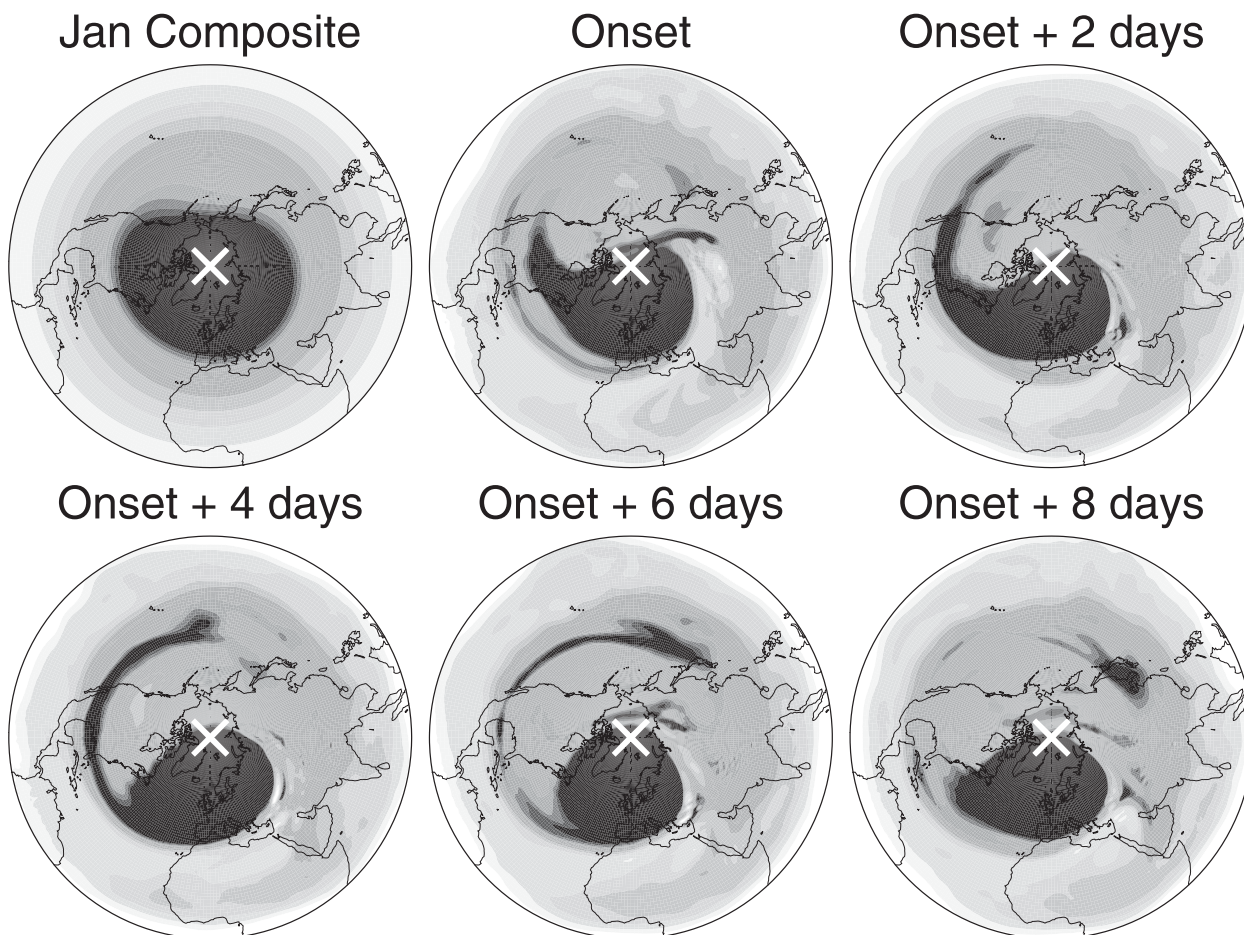 Jan Composite
Onset
Onset + 2 days
Onset + 4 days
Onset + 6 days
Onset + 8 days